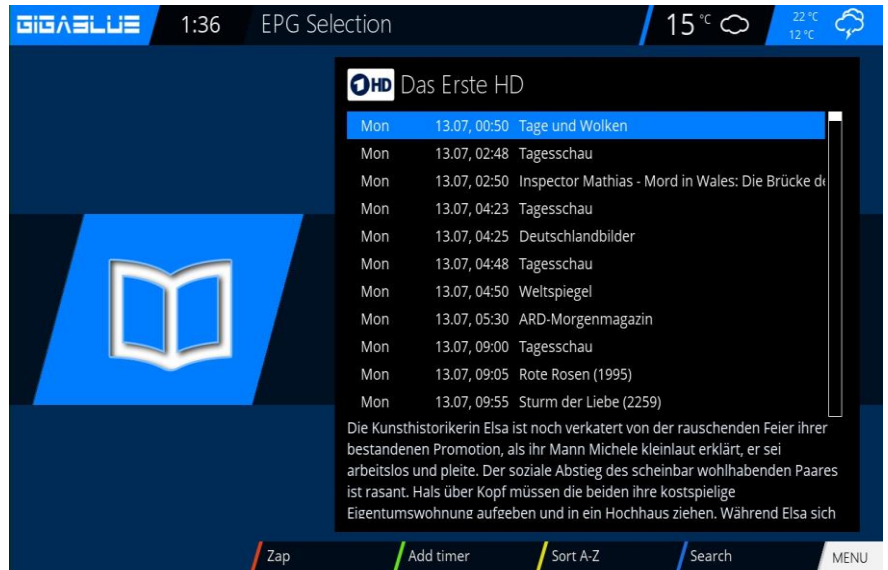 GIGABLUE 1:36 EPG Selection 15 °C 22 °C
12 °C
HD Das Erste HD
Mon 13.07, 00:50 Tage und Wolken
Mon 13.07, 02:48 Tagesschau
Mon 13.07, 02:50 Inspector Mathias - Mord in Wales: Die Brücke de
Mon 13.07, 04:23 Tagesschau
Mon 13.07, 04:25 Deutschlandbilder
Mon 13.07, 04:48 Tagesschau
Mon 13.07, 04:50 Weltspiegel
Mon 13.07, 05:30 ARD-Morgenmagazin
Mon 13.07, 09:00 Tagesschau
Mon 13.07, 09:05 Rote Rosen (1995)
Mon 13.07, 09:55 Sturm der Liebe (2259)
Die Kunsthistorikerin Elsa ist noch verkatert von der rauschenden Feier ihrer
bestandenen Promotion, als ihr Mann Michele kleinlaut erklärt, er sei
arbeitslos und pleite. Der soziale Abstieg des scheinbar wohlhabenden Paares
ist rasant. Hals über Kopf müssen die beiden ihre kostspielige
Eigentumswohnung aufgeben und in ein Hochhaus ziehen. Während Elsa sich
Zap Add timer Sort A-Z Search MENU